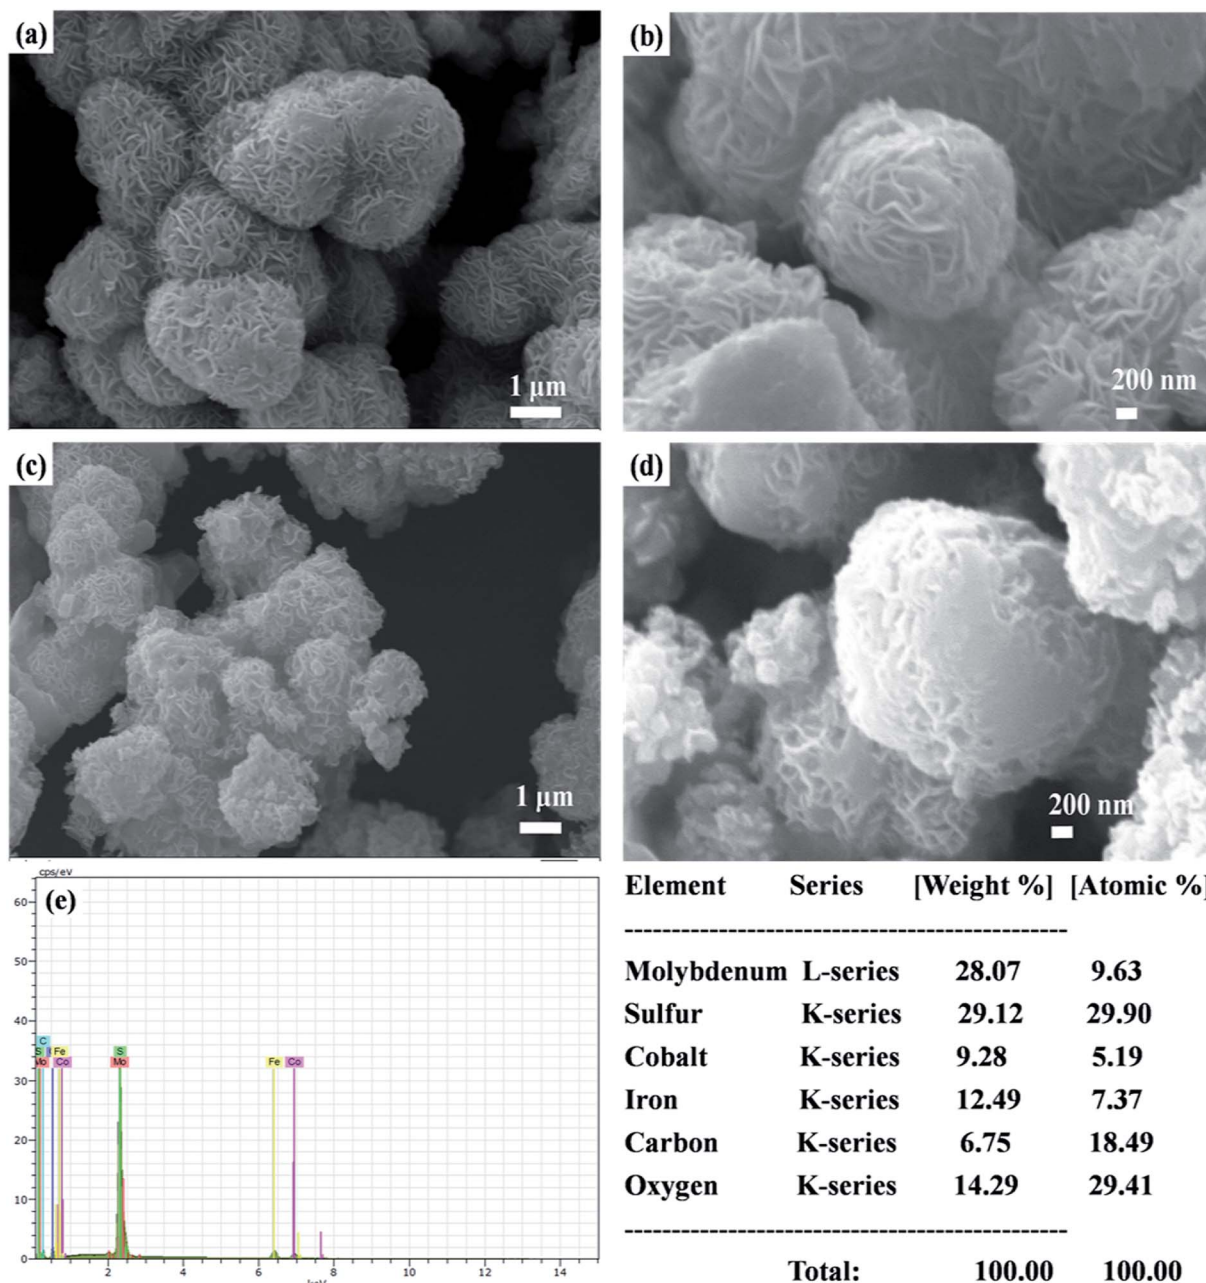 (a)
1 μm
(b)
200 nm
(c)
1 μm
(d)
200 nm
cps/eV
(e)
60
50
40
30
20
10
0
C
S Fe
Mo Co
S
Mo
Fe Co
2 4 6 8 10 12 14
Element Series [Weight %] [Atomic %]
Molybdenum L-series 28.07 9.63
Sulfur K-series 29.12 29.90
Cobalt K-series 9.28 5.19
Iron K-series 12.49 7.37
Carbon K-series 6.75 18.49
Oxygen K-series 14.29 29.41
Total: 100.00 100.00